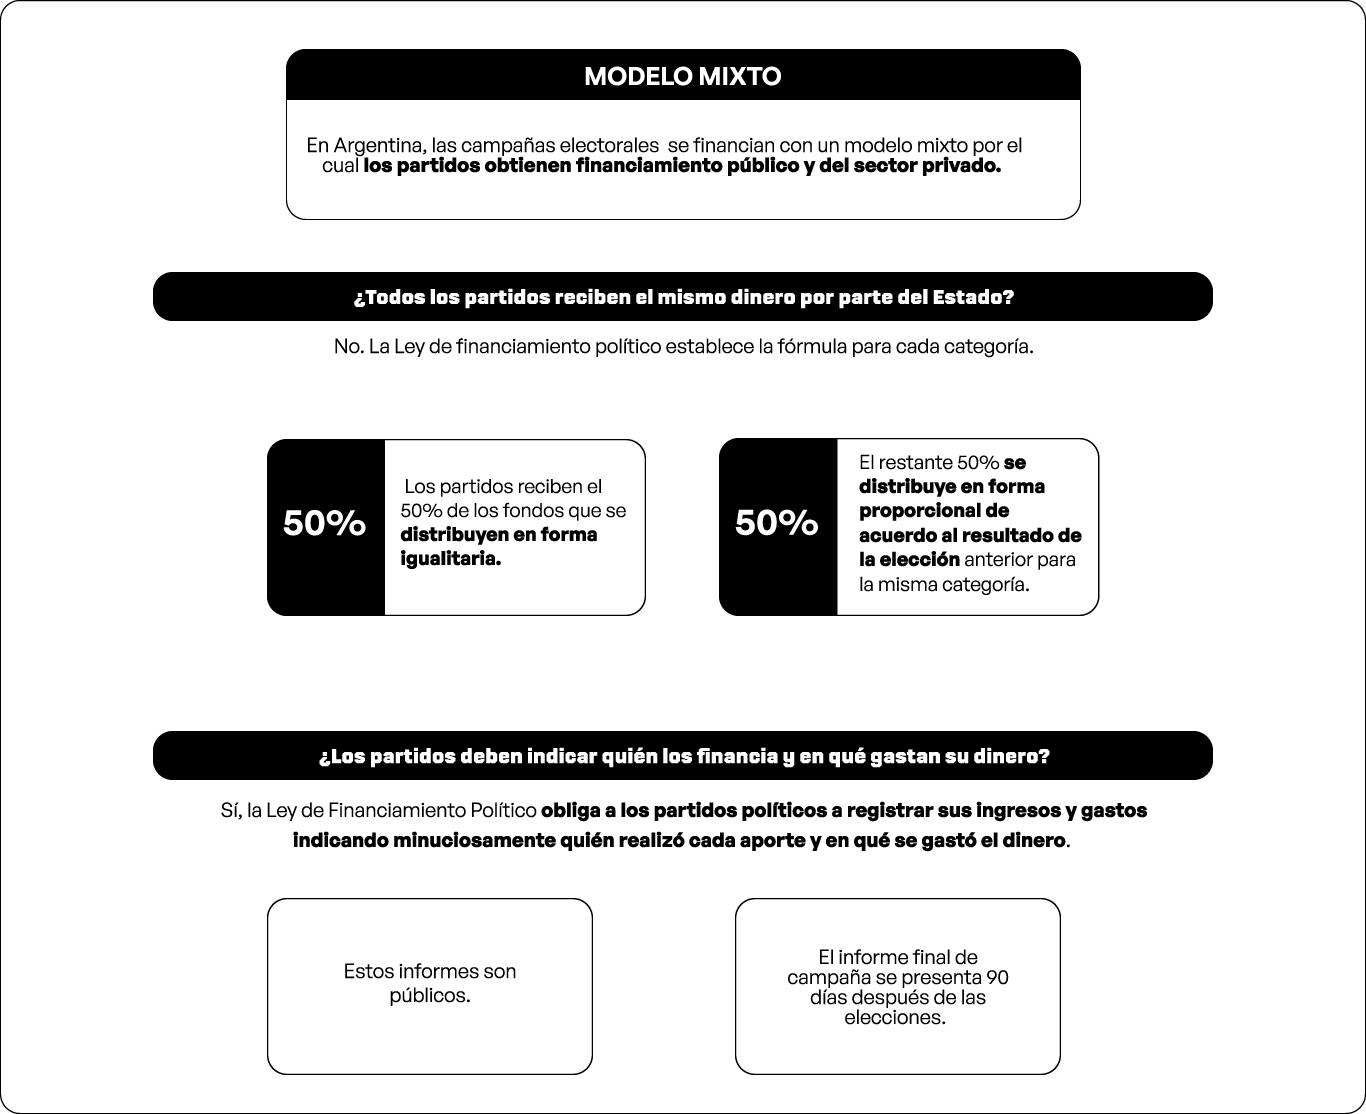 MODELO MIXTO
En Argentina, las campañas electorales  se financian con un modelo mixto por el
cual los partidos obtienen financiamiento público y del sector privado.
¿Todos los partidos reciben el mismo dinero por parte del Estado?
No. La Ley de financiamiento político establece la fórmula para cada categoría.
50%
Los partidos reciben el
50% de los fondos que se
distribuyen en forma
igualitaria.
50%
El restante 50% se
distribuye en forma
proporcional de
acuerdo al resultado de
la elección anterior para
la misma categoría.
¿Los partidos deben indicar quién los financia y en qué gastan su dinero?
Sí, la Ley de Financiamiento Político obliga a los partidos políticos a registrar sus ingresos y gastos
indicando minuciosamente quién realizó cada aporte y en qué se gastó el dinero.
Estos informes son
públicos.
El informe final de
campaña se presenta 90
días después de las
elecciones.